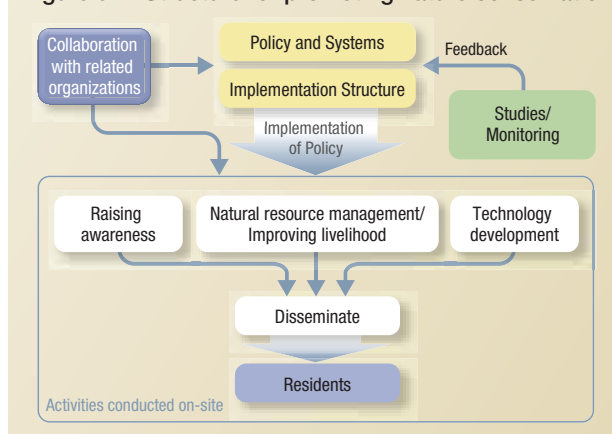 Collaboration
with related
organizations
Policy and Systems
Implementation Structure
Feedback
Studies/
Monitoring
Implementation
of Policy
Raising
awareness
Natural resource management/
Improving livelihood
Technology
development
Disseminate
Residents
Activities conducted on-site